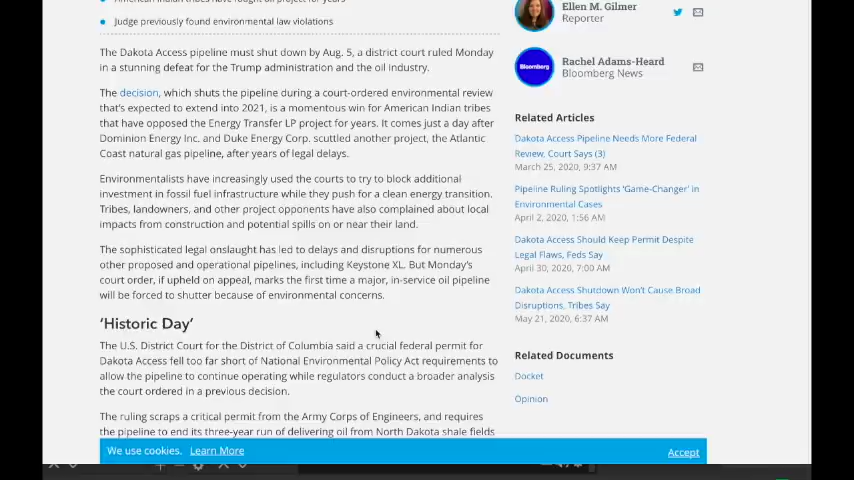 American Indian tribes have fought oil project for years
Judge previously found environmental law violations
The Dakota Access pipeline must shut down by Aug. 5, a district court ruled Monday
in a stunning defeat for the Trump administration and the oil industry.
The decision, which shuts the pipeline during a court-ordered environmental review
that's expected to extend into 2021, is a momentous win for American Indian tribes
that have opposed the Energy Transfer LP project for years. It comes just a day after
Dominion Energy Inc. and Duke Energy Corp. scuttled another project, the Atlantic
Coast natural gas pipeline, after years of legal delays.
Environmentalists have increasingly used the courts to try to block additional
investment in fossil fuel infrastructure while they push for a clean energy transition.
Tribes, landowners, and other project opponents have also complained about local
impacts from construction and potential spills on or near their land.
The sophisticated legal onslaught has led to delays and disruptions for numerous
other proposed and operational pipelines, including Keystone XL. But Monday's
court order, if upheld on appeal, marks the first time a major, in-service oil pipeline
will be forced to shutter because of environmental concerns.
'Historic Day'
The U.S. District Court for the District of Columbia said a crucial federal permit for
Dakota Access fell too far short of National Environmental Policy Act requirements to
allow the pipeline to continue operating while regulators conduct a broader analysis
the court ordered in a previous decision.
The ruling scraps a critical permit from the Army Corps of Engineers, and requires
the pipeline to end its three-year run of delivering oil from North Dakota shale fields
Ellen M. Gilmer
Reporter
Bloomberg
Rachel Adams-Heard
Bloomberg News
Related Articles
Dakota Access Pipeline Needs More Federal
Review, Court Says (3)
March 25, 2020, 9:37 AM
Pipeline Ruling Spotlights 'Game-Changer' in
Environmental Cases
April 2, 2020, 1:56 AM
Dakota Access Should Keep Permit Despite
Legal Flaws, Feds Say
April 30, 2020, 7:00 AM
Dakota Access Shutdown Won't Cause Broad
Disruptions, Tribes Say
May 21, 2020, 6:37 AM
Related Documents
Docket
Opinion
We use cookies. Learn More
Accept